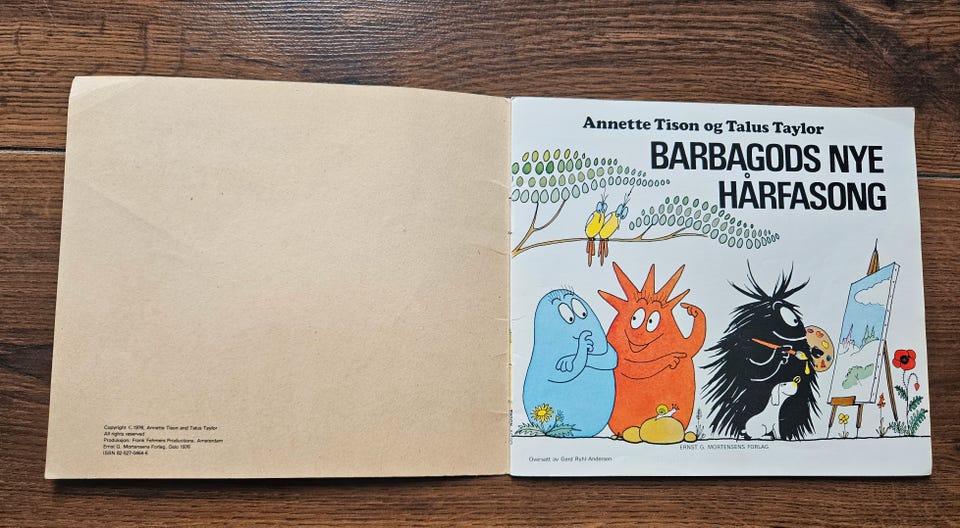 Copyright © 1976, Annette Tison and Talus Taylor
All rights reserved
Produksjon: Frank Fehmers Productions, Amsterdam
Ernst G. Mortensens Forlag, Oslo 1976
ISBN 82-527-0464-6
Annette Tison og Talus Taylor
BARBAGODS NYE
HÅRFASONG
ERNST G. MORTENSENS FORLAG
Oversatt av Gerd Ruhl-Andersen